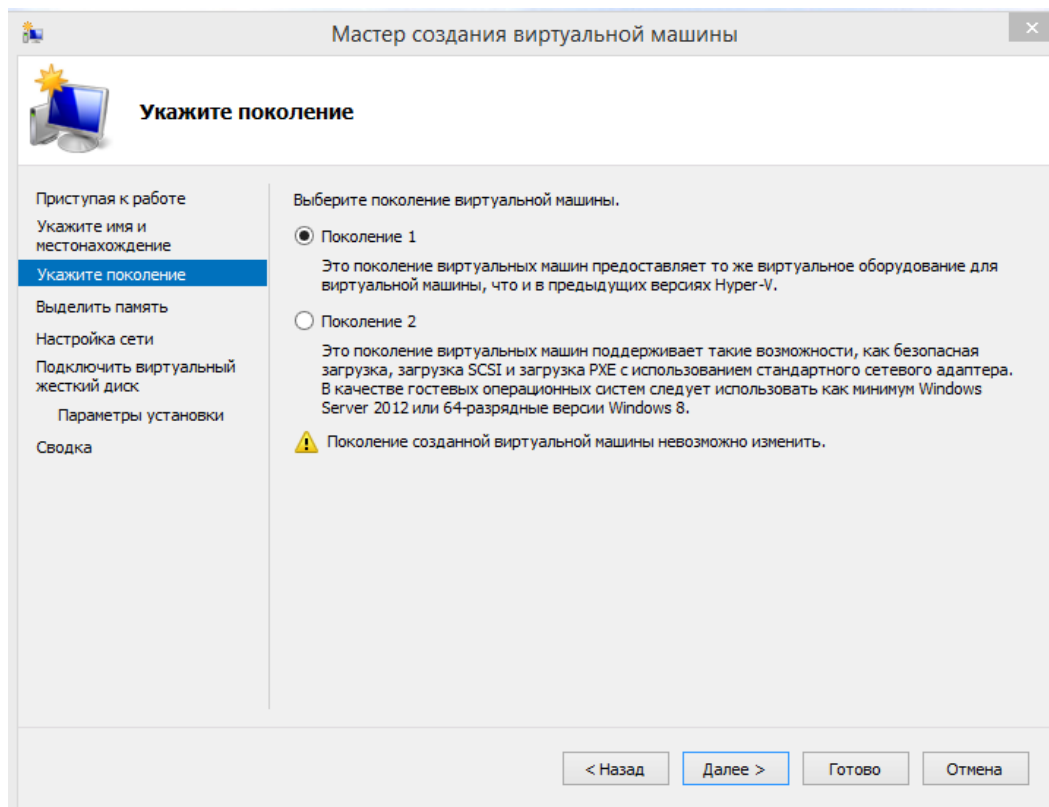 Мастер создания виртуальной машины
Укажите поколение
Приступая к работе
Укажите имя и
местонахождение
Укажите поколение
Выделить память
Настройка сети
Подключить виртуальный
жесткий диск
Параметры установки
Сводка
Выберите поколение виртуальной машины.
Поколение 1
Это поколение виртуальных машин предоставляет то же виртуальное оборудование для
виртуальной машины, что и в предыдущих версиях Hyper-V.
Поколение 2
Это поколение виртуальных машин поддерживает такие возможности, как безопасная
загрузка, загрузка SCSI и загрузка PXE с использованием стандартного сетевого адаптера.
В качестве гостевых операционных систем следует использовать как минимум Windows
Server 2012 или 64-разрядные версии Windows 8.
Поколение созданной виртуальной машины невозможно изменить.
< Назад
Далее >
Готово
Отмена